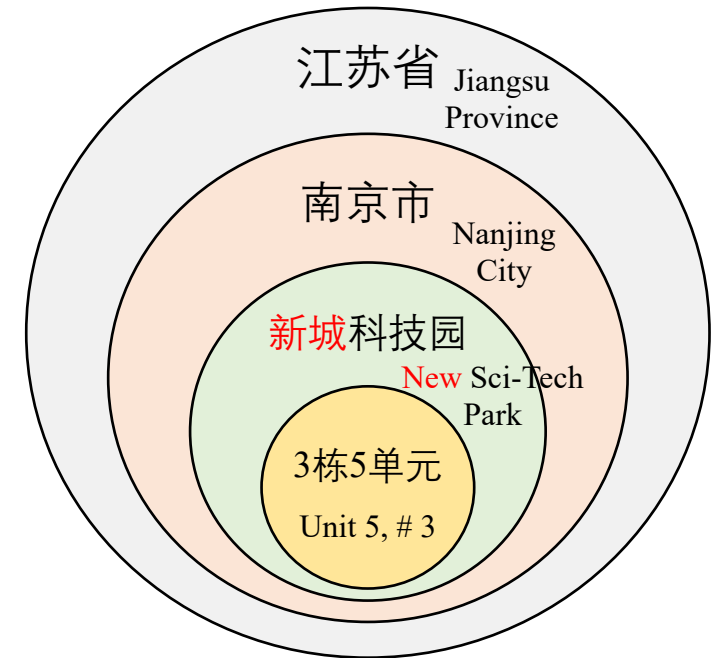 江苏省
Jiangsu
Province
南京市
Nanjing
City
新城科技园
New Sci-Tech
Park
3栋5单元
Unit 5, # 3